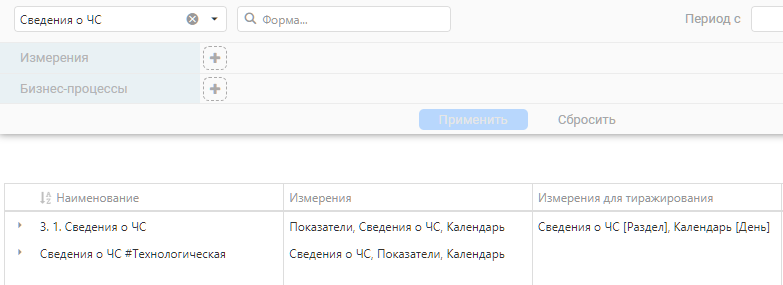 Сведения о ЧС Форма... Период с
Измерения
Бизнес-процессы
Применить Сбросить
Наименование Измерения Измерения для тиражирования
3. 1. Сведения о ЧС Показатели, Сведения о ЧС, Календарь Сведения о ЧС [Раздел], Календарь [День]
Сведения о ЧС #Технологическая Сведения о ЧС, Показатели, Календарь